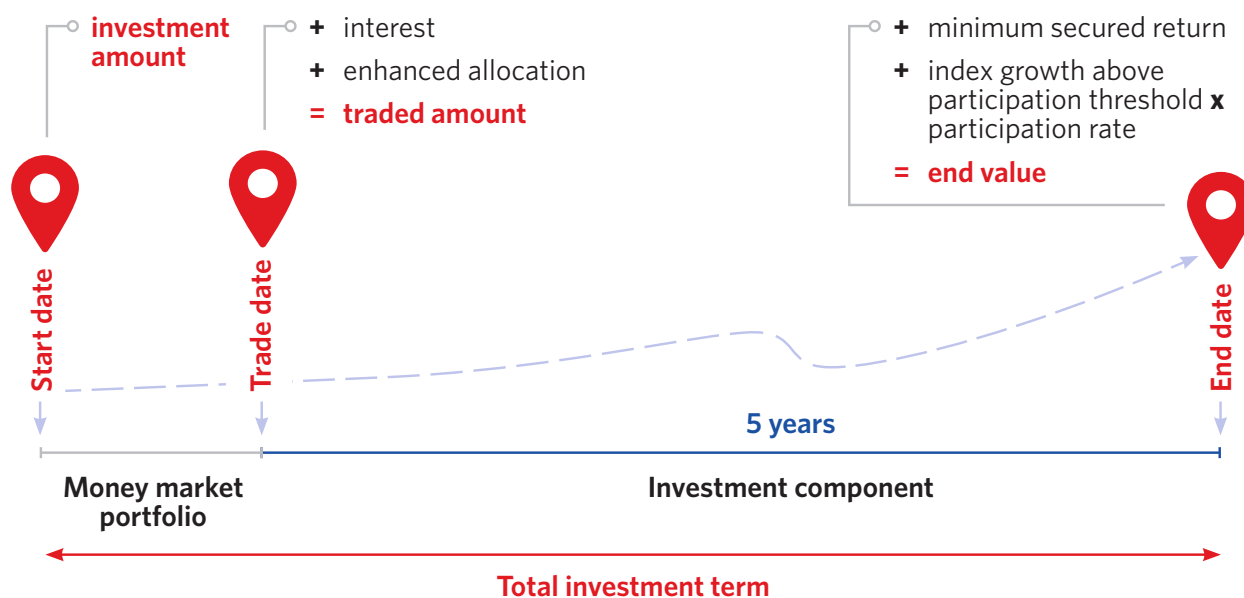 investment
amount
+ interest
+ enhanced allocation
= traded amount
+ minimum secured return
+ index growth above
participation threshold x
participation rate
= end value
Start date
Trade date
End date
5 years
Money market
portfolio
Investment component
Total investment term